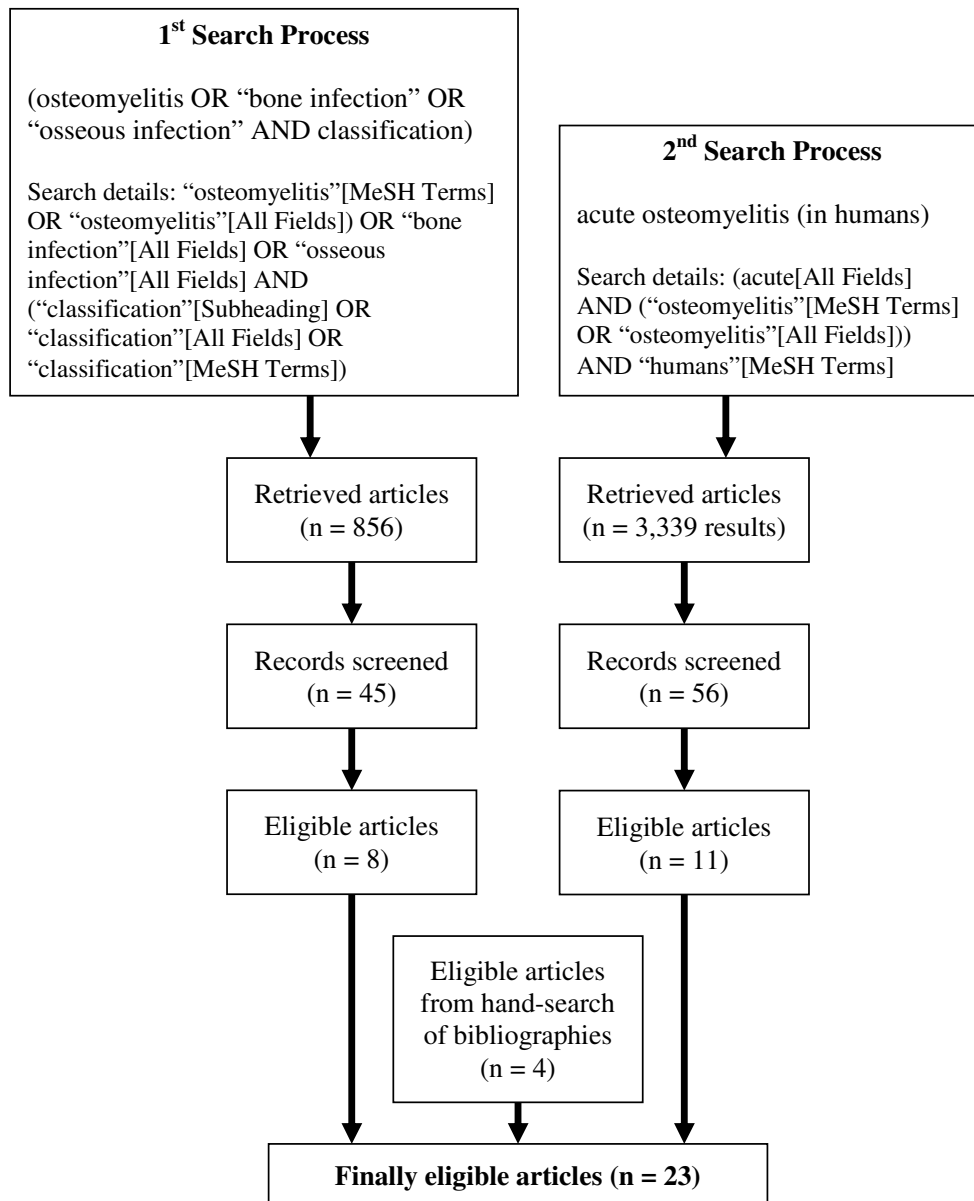 1st Search Process
(osteomyelitis OR “bone infection” OR
“osseous infection” AND classification)
Search details: “osteomyelitis”[MeSH Terms]
OR “osteomyelitis”[All Fields]) OR “bone
infection”[All Fields] OR “osseous
infection”[All Fields] AND
(“classification”[Subheading] OR
“classification”[All Fields] OR
“classification”[MeSH Terms])
2nd Search Process
acute osteomyelitis (in humans)
Search details: (acute[All Fields]
AND (“osteomyelitis”[MeSH Terms]
OR “osteomyelitis”[All Fields]))
AND “humans”[MeSH Terms]
Retrieved articles
(n = 856)
Retrieved articles
(n = 3,339 results)
Records screened
(n = 45)
Records screened
(n = 56)
Eligible articles
(n = 8)
Eligible articles
(n = 11)
Eligible articles
from hand-search
of bibliographies
(n = 4)
Finally eligible articles (n = 23)